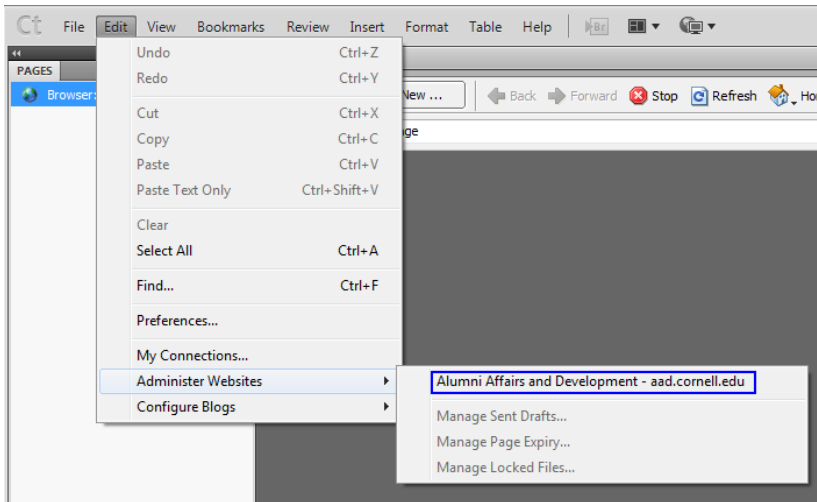 Ct File Edit View Bookmarks Review Insert Format Table Help Br
PAGES
Browser:
New ... Back Forward Stop Refresh
Undo Ctrl+Z
Redo Ctrl+Y
Cut Ctrl+X
Copy Ctrl+C
Paste Ctrl+V
Paste Text Only Ctrl+Shift+V
Clear
Select All Ctrl+A
Find... Ctrl+F
Preferences...
My Connections...
Administer Websites
Configure Blogs
Alumni Affairs and Development - aad.cornell.edu
Manage Sent Drafts...
Manage Page Expiry...
Manage Locked Files...